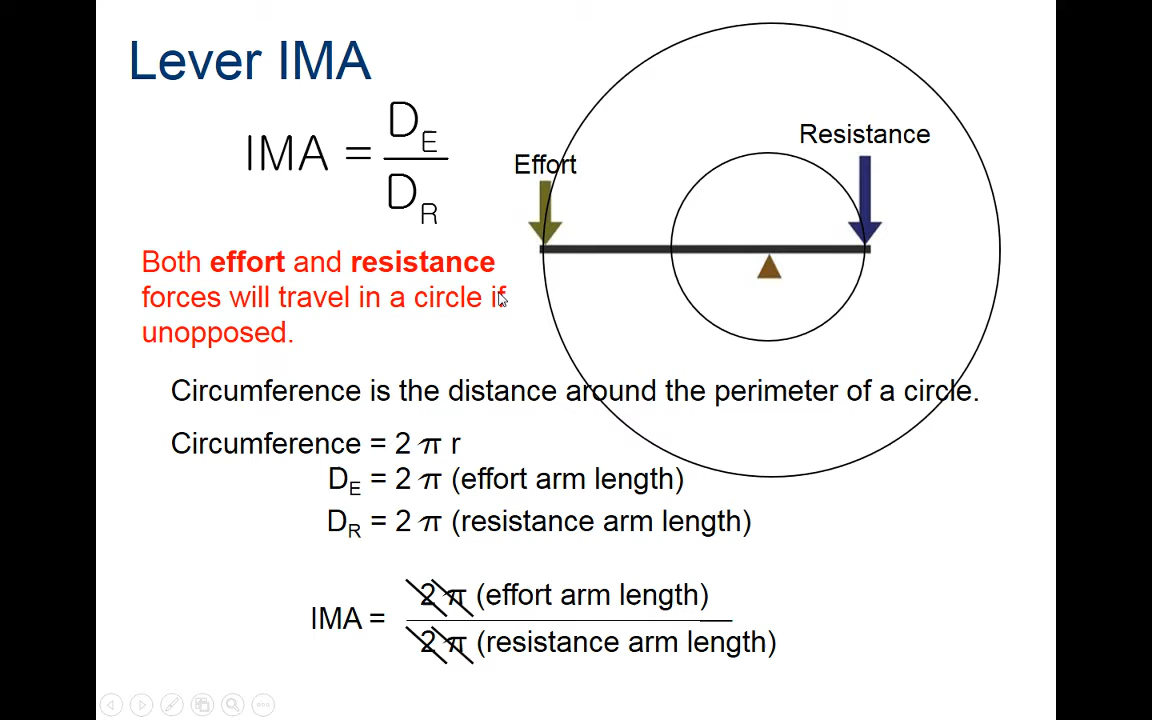 Lever IMA
IMA = D_E / D_R
Effort
Resistance
Both effort and resistance
forces will travel in a circle if
unopposed.
Circumference is the distance around the perimeter of a circle.
Circumference = 2 π r
D_E = 2 π (effort arm length)
D_R = 2 π (resistance arm length)
IMA = 2 π (effort arm length)
2 π (resistance arm length)